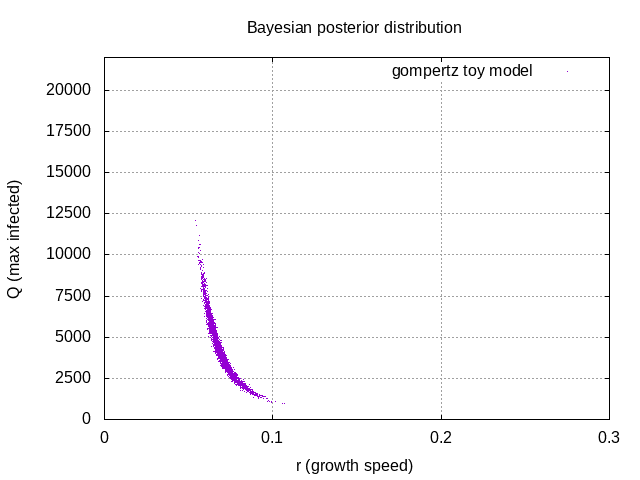 Bayesian posterior distribution
gompertz toy model
20000
17500
15000
12500
10000
7500
5000
2500
0
Q (max infected)
0 0.1 0.2 0.3
r (growth speed)